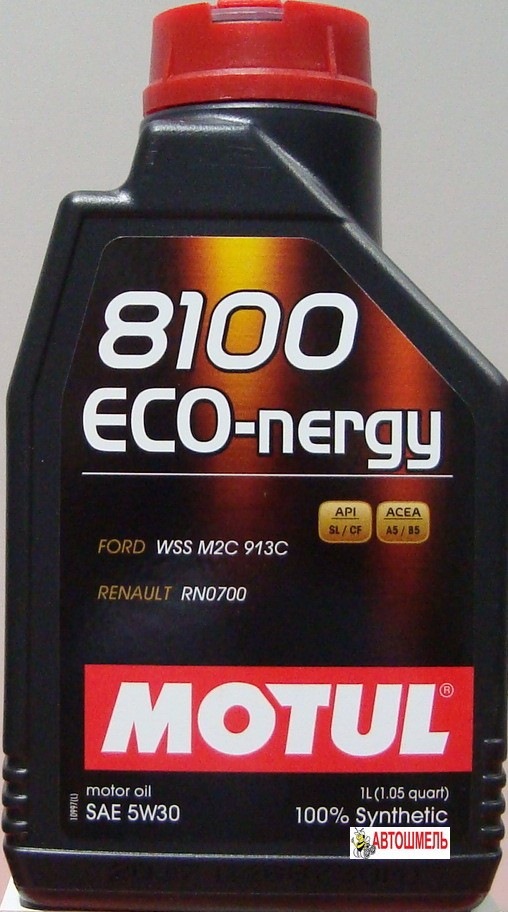 8100
ECO-nergy
API
SL / CF
ACEA
A5 / B5
FORD WSS M2C 913C
RENAULT RN0700
MOTUL®
motor oil
SAE 5W30
1L (1.05 quart)
100% Synthetic
10997(L)
АВТОШМЕЛЬ